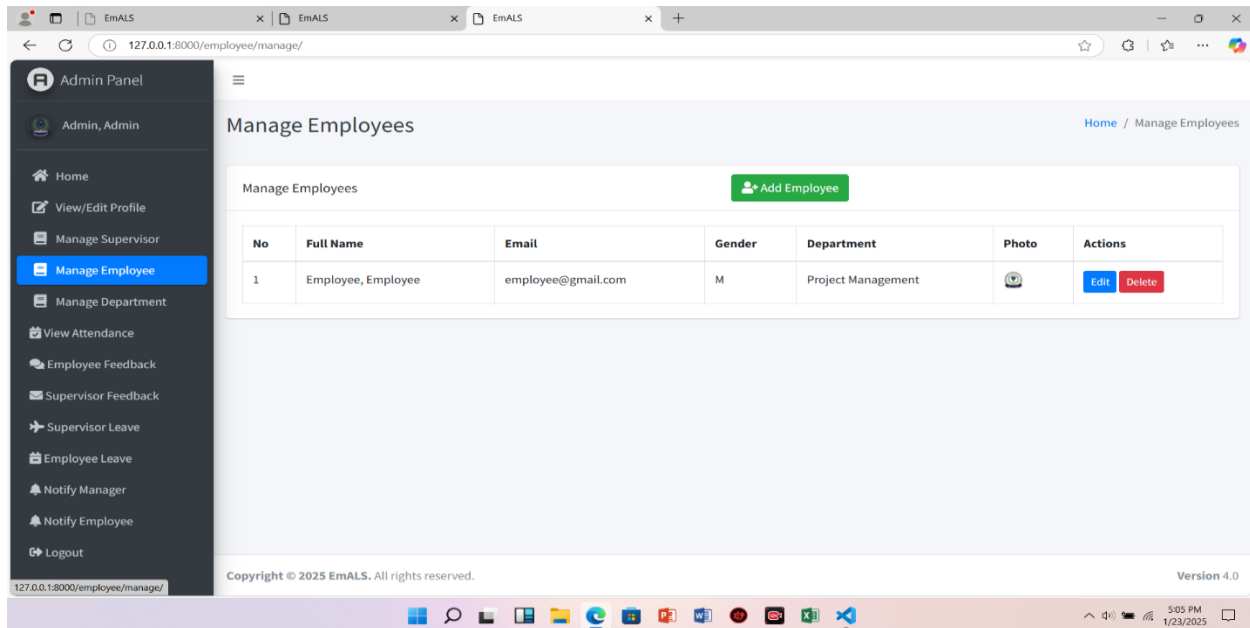 EmALS
EmALS
EmALS
127.0.0.1:8000/employee/manage/
Admin Panel
Admin, Admin
Manage Employees
Home / Manage Employees
Home
View/Edit Profile
Manage Supervisor
Manage Employee
Manage Department
View Attendance
Employee Feedback
Supervisor Feedback
Supervisor Leave
Employee Leave
Notify Manager
Notify Employee
Logout
Manage Employees Add Employee
No Full Name Email Gender Department Photo Actions
1 Employee, Employee employee@gmail.com M Project Management Edit Delete
Copyright © 2025 EmALS. All rights reserved. Version 4.0
127.0.0.1:8000/employee/manage/
5:05 PM
1/23/2025